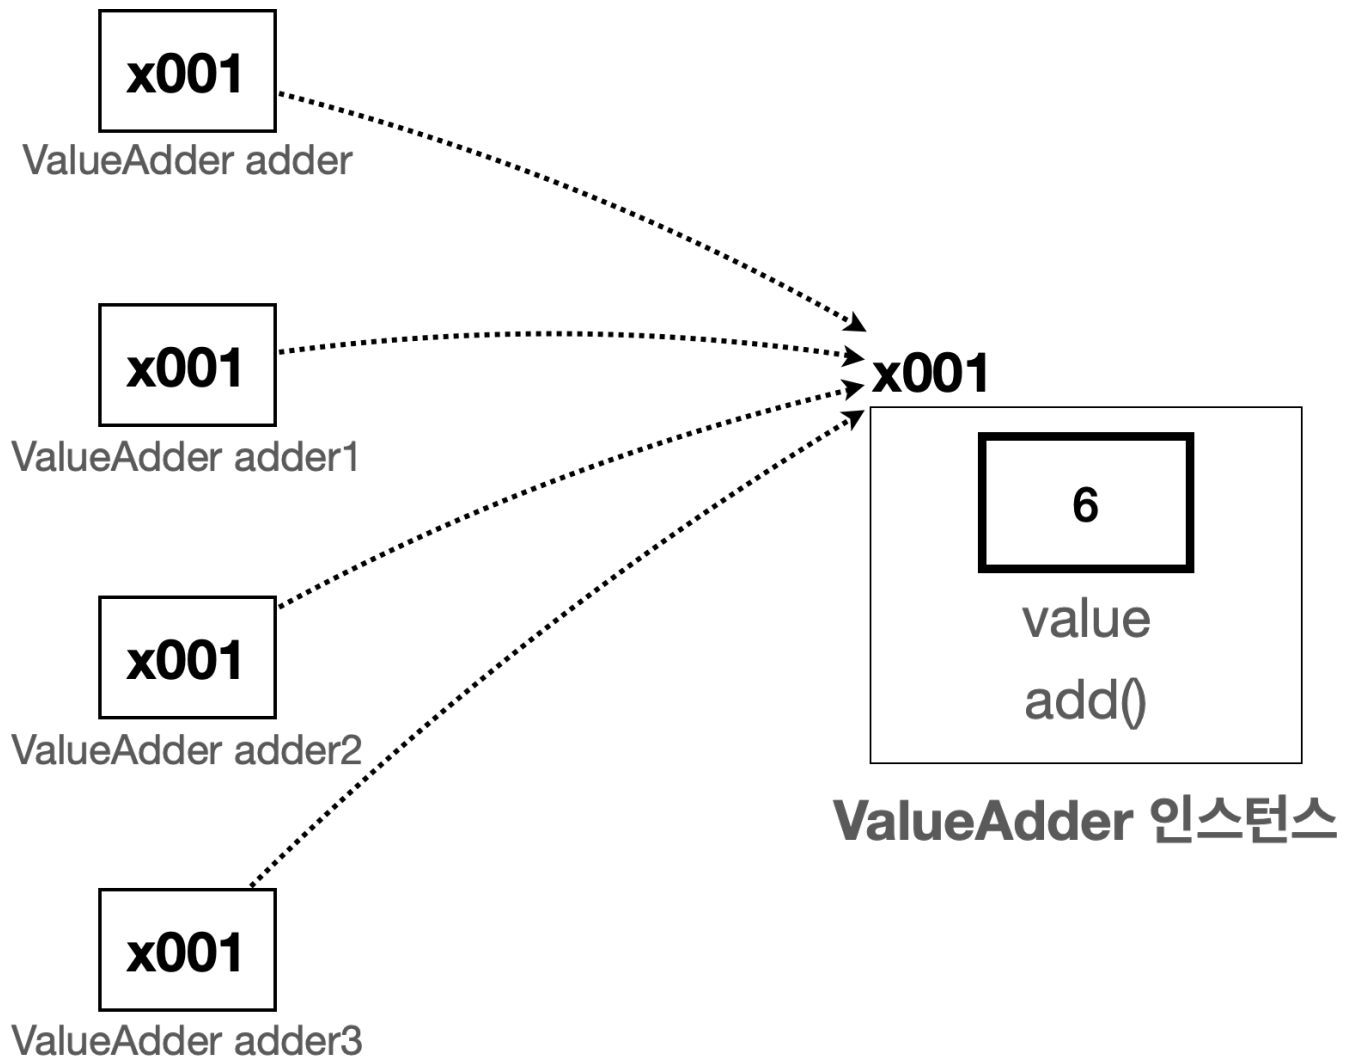 x001
ValueAdder adder
x001
ValueAdder adder1
x001
ValueAdder adder2
x001
ValueAdder adder3
x001
6
value
add()
ValueAdder 인스턴스